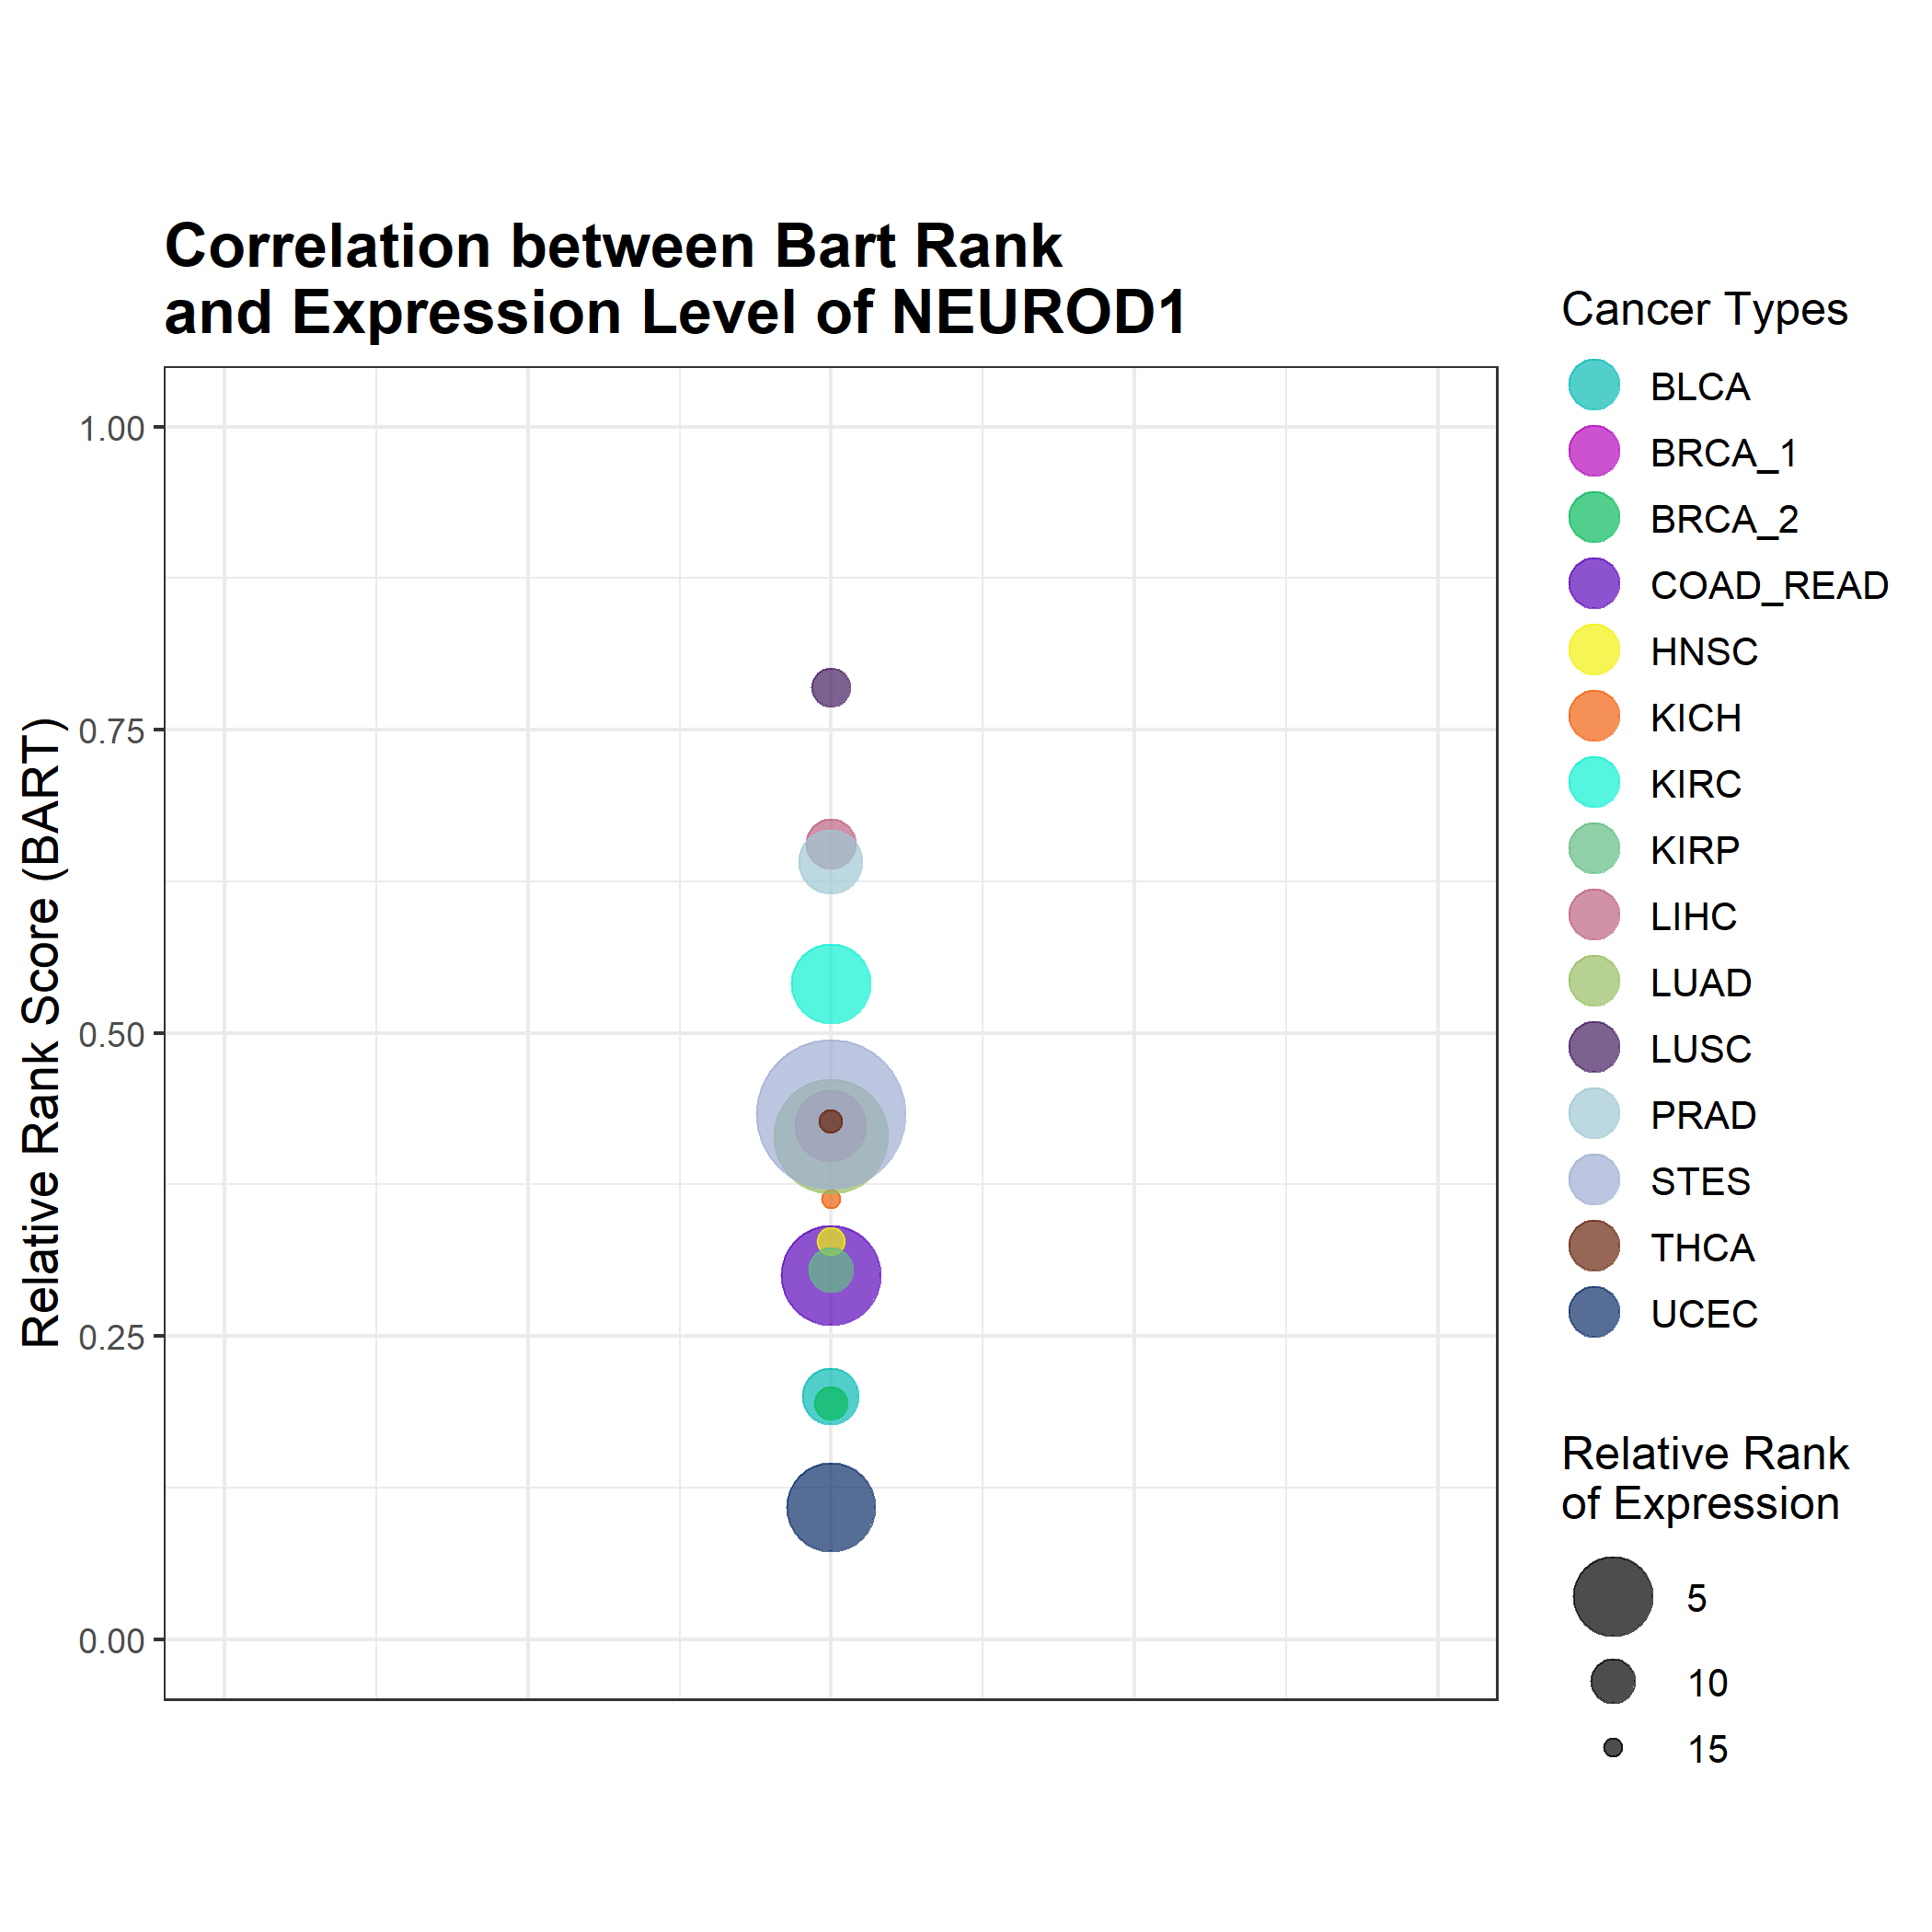 Correlation between Bart Rank
and Expression Level of NEUROD1
Relative Rank Score (BART)
1.00
0.75
0.50
0.25
0.00
Cancer Types
BLCA
BRCA_1
BRCA_2
COAD_READ
HNSC
KICH
KIRC
KIRP
LIHC
LUAD
LUSC
PRAD
STES
THCA
UCEC
Relative Rank
of Expression
5
10
15